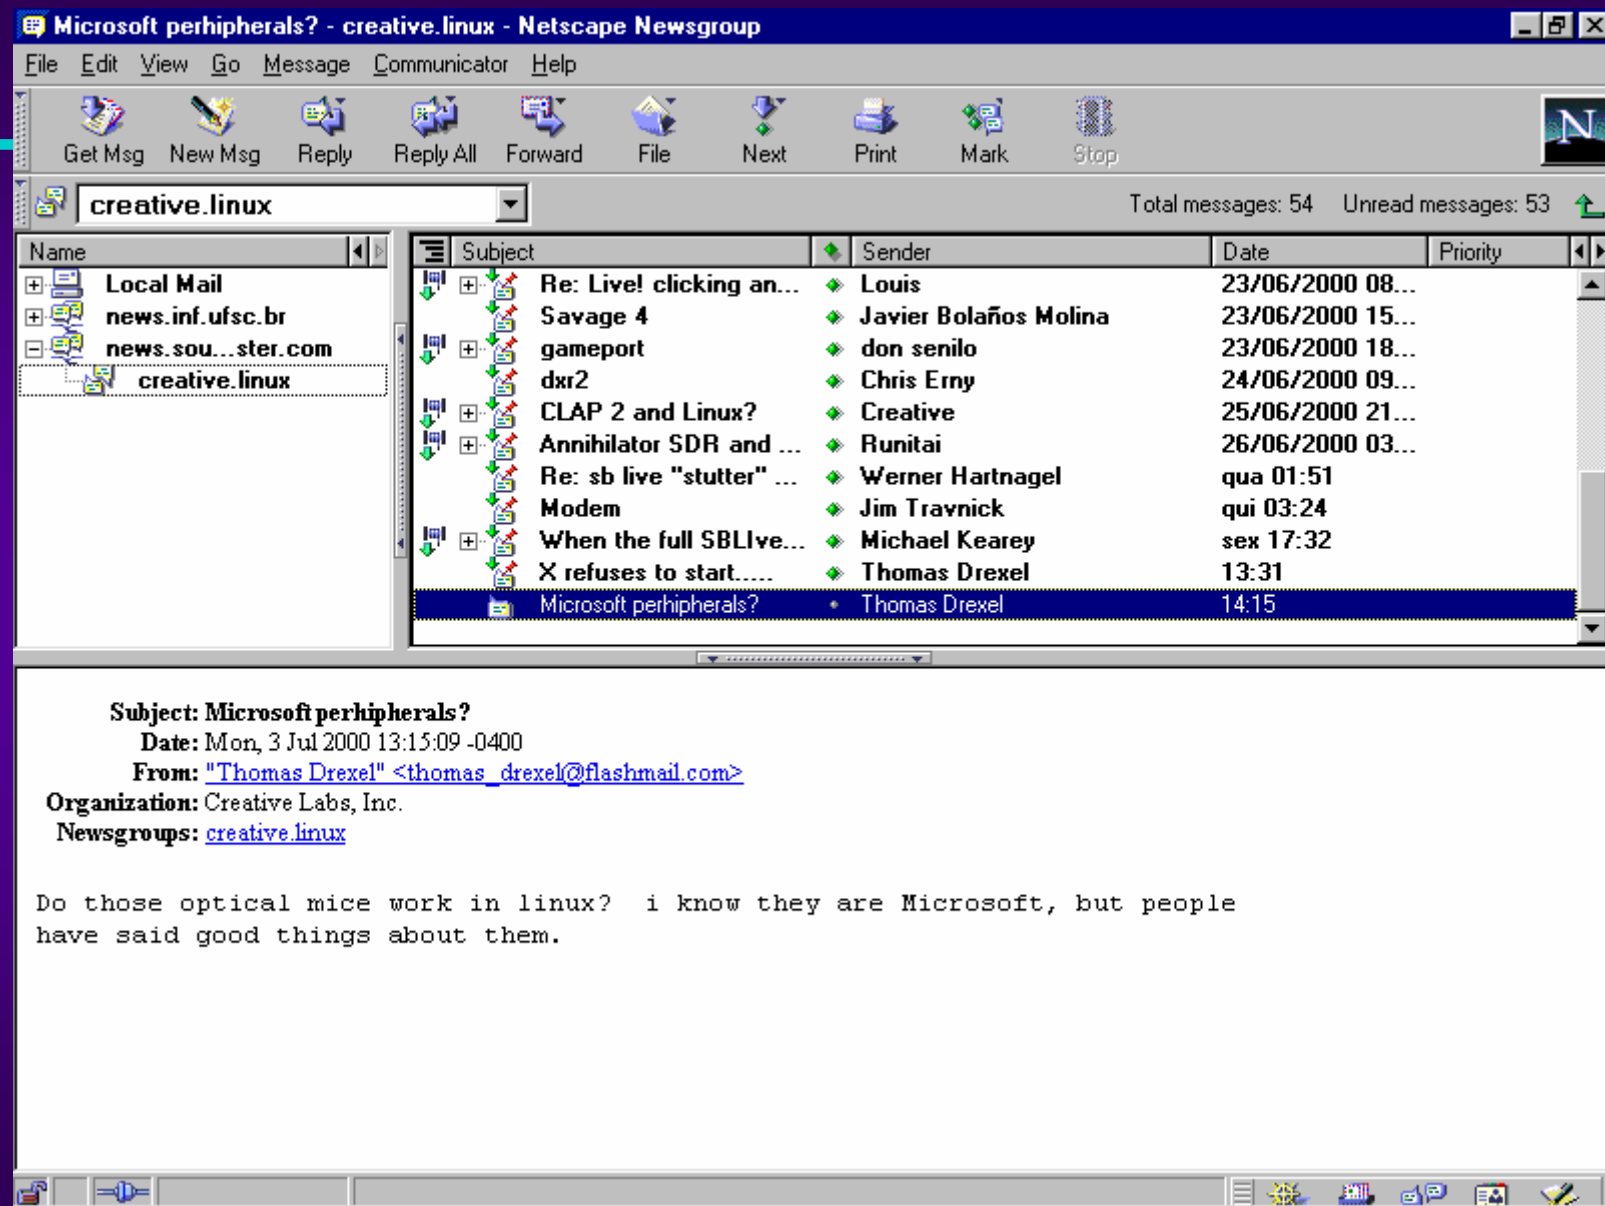 Microsoft perhipherals? - creative.linux - Netscape Newsgroup
File Edit View Go Message Communicator Help
Get Msg New Msg Reply Reply All Forward File Next Print Mark Stop
N
creative.linux Total messages: 54 Unread messages: 53
Name Subject Sender Date Priority
Local Mail
news.inf.ufsc.br
news.sou...ster.com
creative.linux
Re: Live! clicking an... Louis 23/06/2000 08...
Savage 4 Javier Bolaños Molina 23/06/2000 15...
gameport don senilo 23/06/2000 18...
dxr2 Chris Erny 24/06/2000 09...
CLAP 2 and Linux? Creative 25/06/2000 21...
Annihilator SDR and ... Runitai 26/06/2000 03...
Re: sb live "stutter" ... Werner Hartnagel qua 01:51
Modem Jim Travnick qui 03:24
When the full SBLIve... Michael Kearey sex 17:32
X refuses to start..... Thomas Drexel 13:31
Microsoft perhipherals? Thomas Drexel 14:15
Subject: Microsoft perhipherals?
Date: Mon, 3 Jul 2000 13:15:09 -0400
From: "Thomas Drexel" <thomas_drexel@flashmail.com>
Organization: Creative Labs, Inc.
Newsgroups: creative.linux
Do those optical mice work in linux? i know they are Microsoft, but people
have said good things about them.